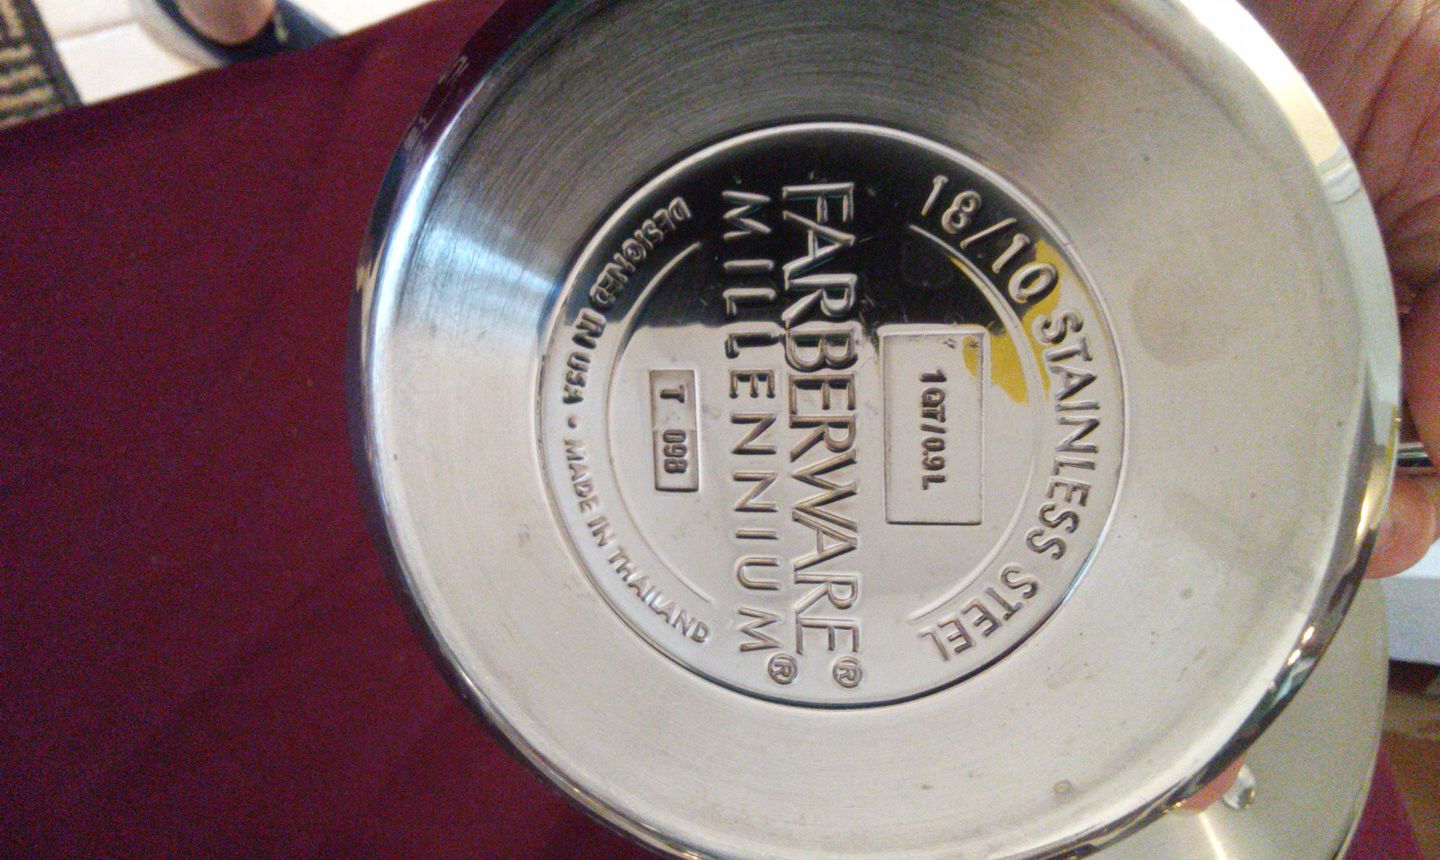 18/10 STAINLESS STEEL
1QT/0.9L
FARBERWARE®
MILLENNIUM®
T 098
DESIGNED IN USA • MADE IN THAILAND